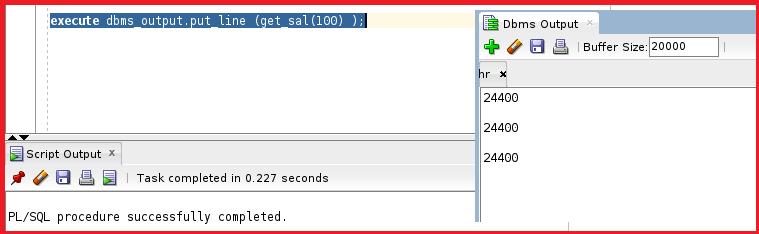 execute dbms_output.put_line (get_sal(100) );
Dbms Output x
Buffer Size: 20000
hr x
24400
24400
24400
Script Output x
Task completed in 0.227 seconds
PL/SQL procedure successfully completed.